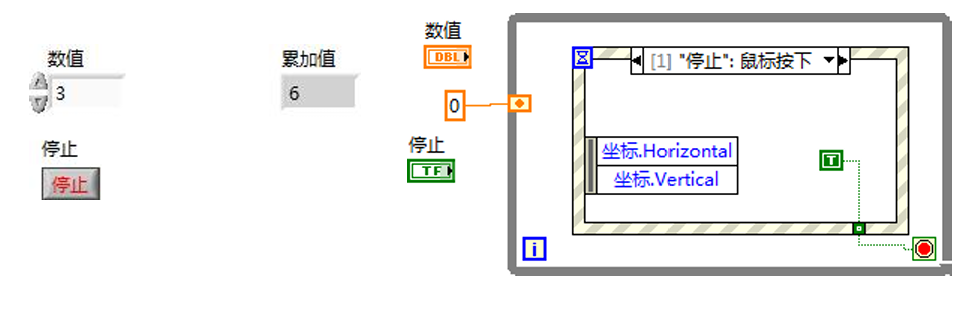 数值
3
停止
停止
累加值
6
数值
DBL
0
停止
TF
[1] "停止": 鼠标按下
坐标.Horizontal
坐标.Vertical
T
i